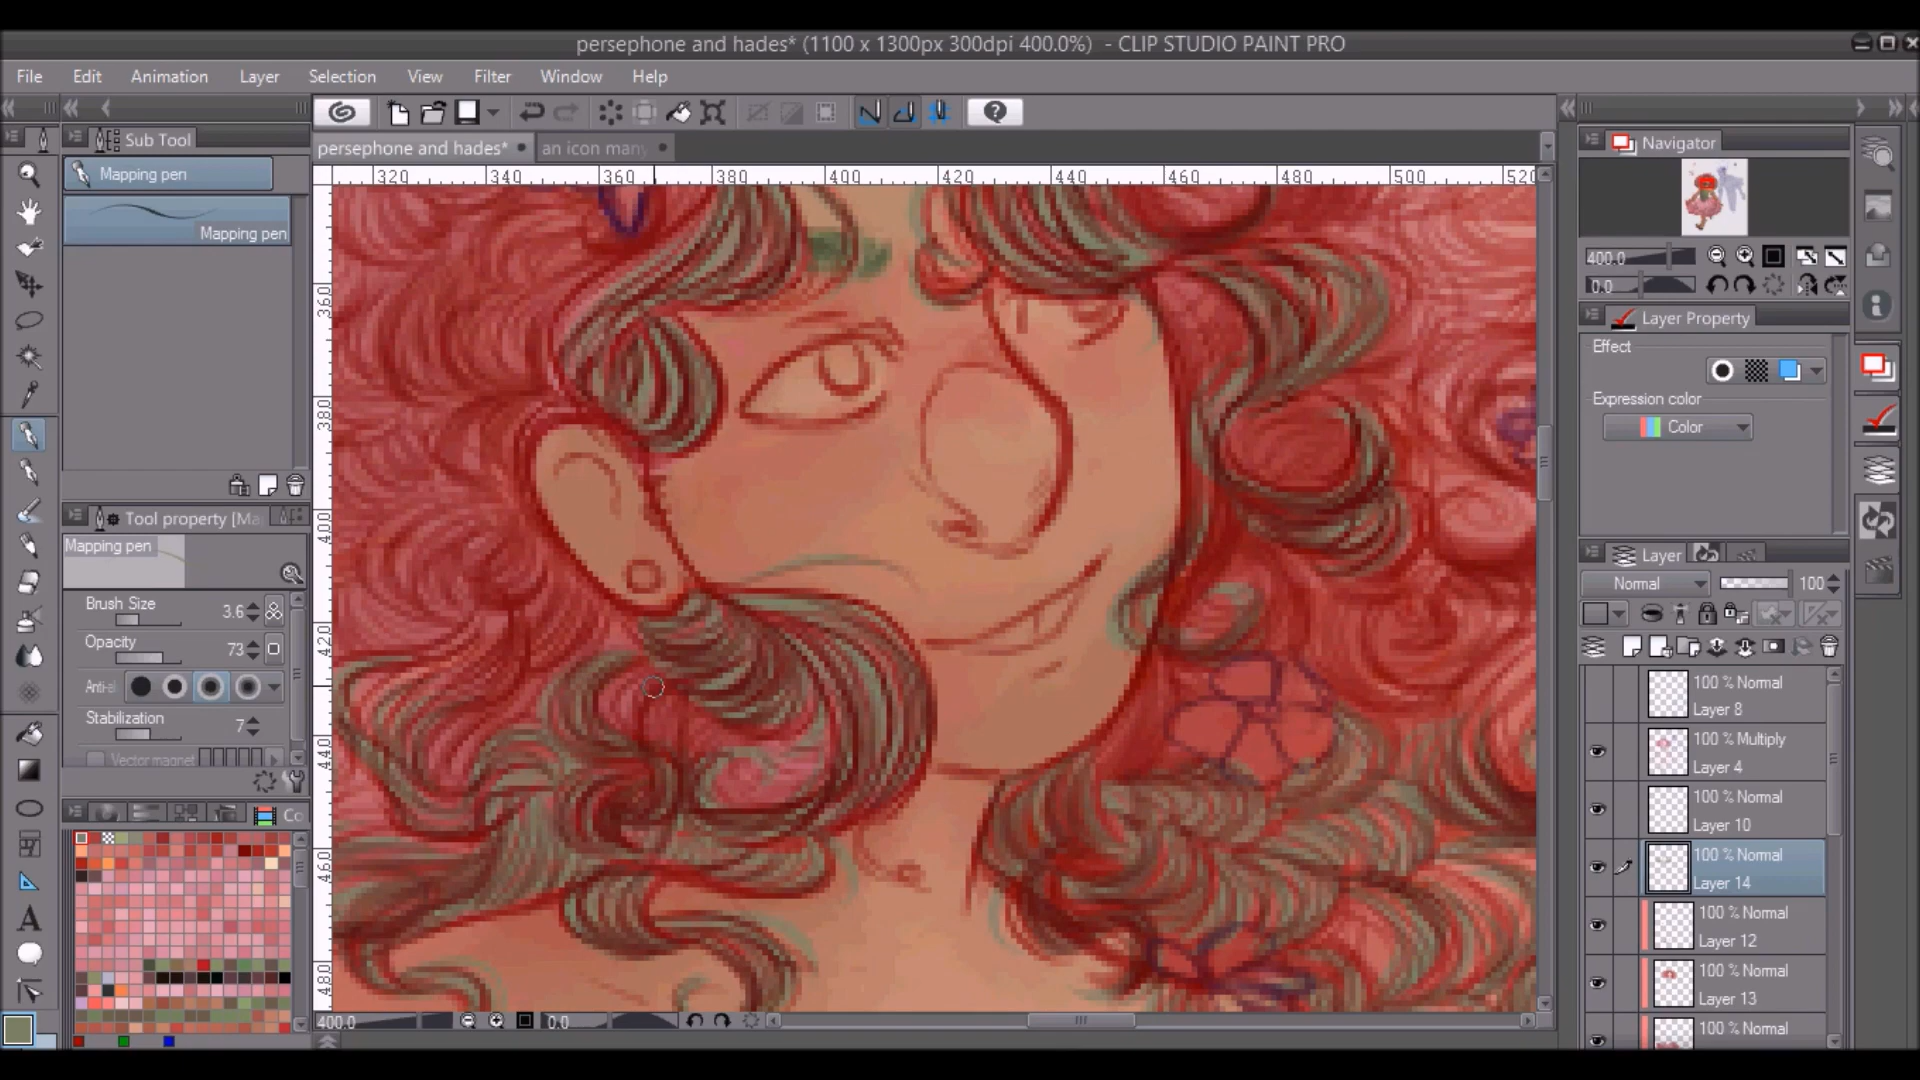 persephone and hades* (1100 x 1300px 300dpi 400.0%) - CLIP STUDIO PAINT PRO
File Edit Animation Layer Selection View Filter Window Help
Sub Tool
persephone and hades* an icon many
Navigator
Mapping pen
Mapping pen
320 340 360 380 400 420 440 460 480 500 520
360
380
400
420
440
460
480
400.0
0.0
Layer Property
Effect
Expression color
Color
Tool property [Ma
Mapping pen
Brush Size 3.6
Opacity 73
Anti-al
Stabilization 7
Vector magnet
Co
Layer
Normal 100
100 % Normal
Layer 8
100 % Multiply
Layer 4
100 % Normal
Layer 10
100 % Normal
Layer 14
100 % Normal
Layer 12
100 % Normal
Layer 13
100 % Normal
400.0 0.0